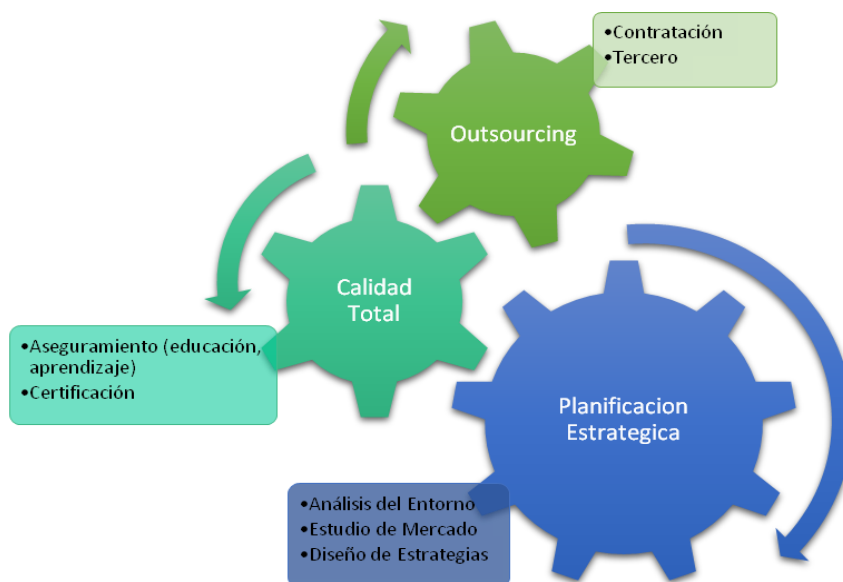 •Contratación
•Tercero
Outsourcing
Calidad
Total
•Aseguramiento (educación,
aprendizaje)
•Certificación
Planificacion
Estrategica
•Análisis del Entorno
•Estudio de Mercado
•Diseño de Estrategias